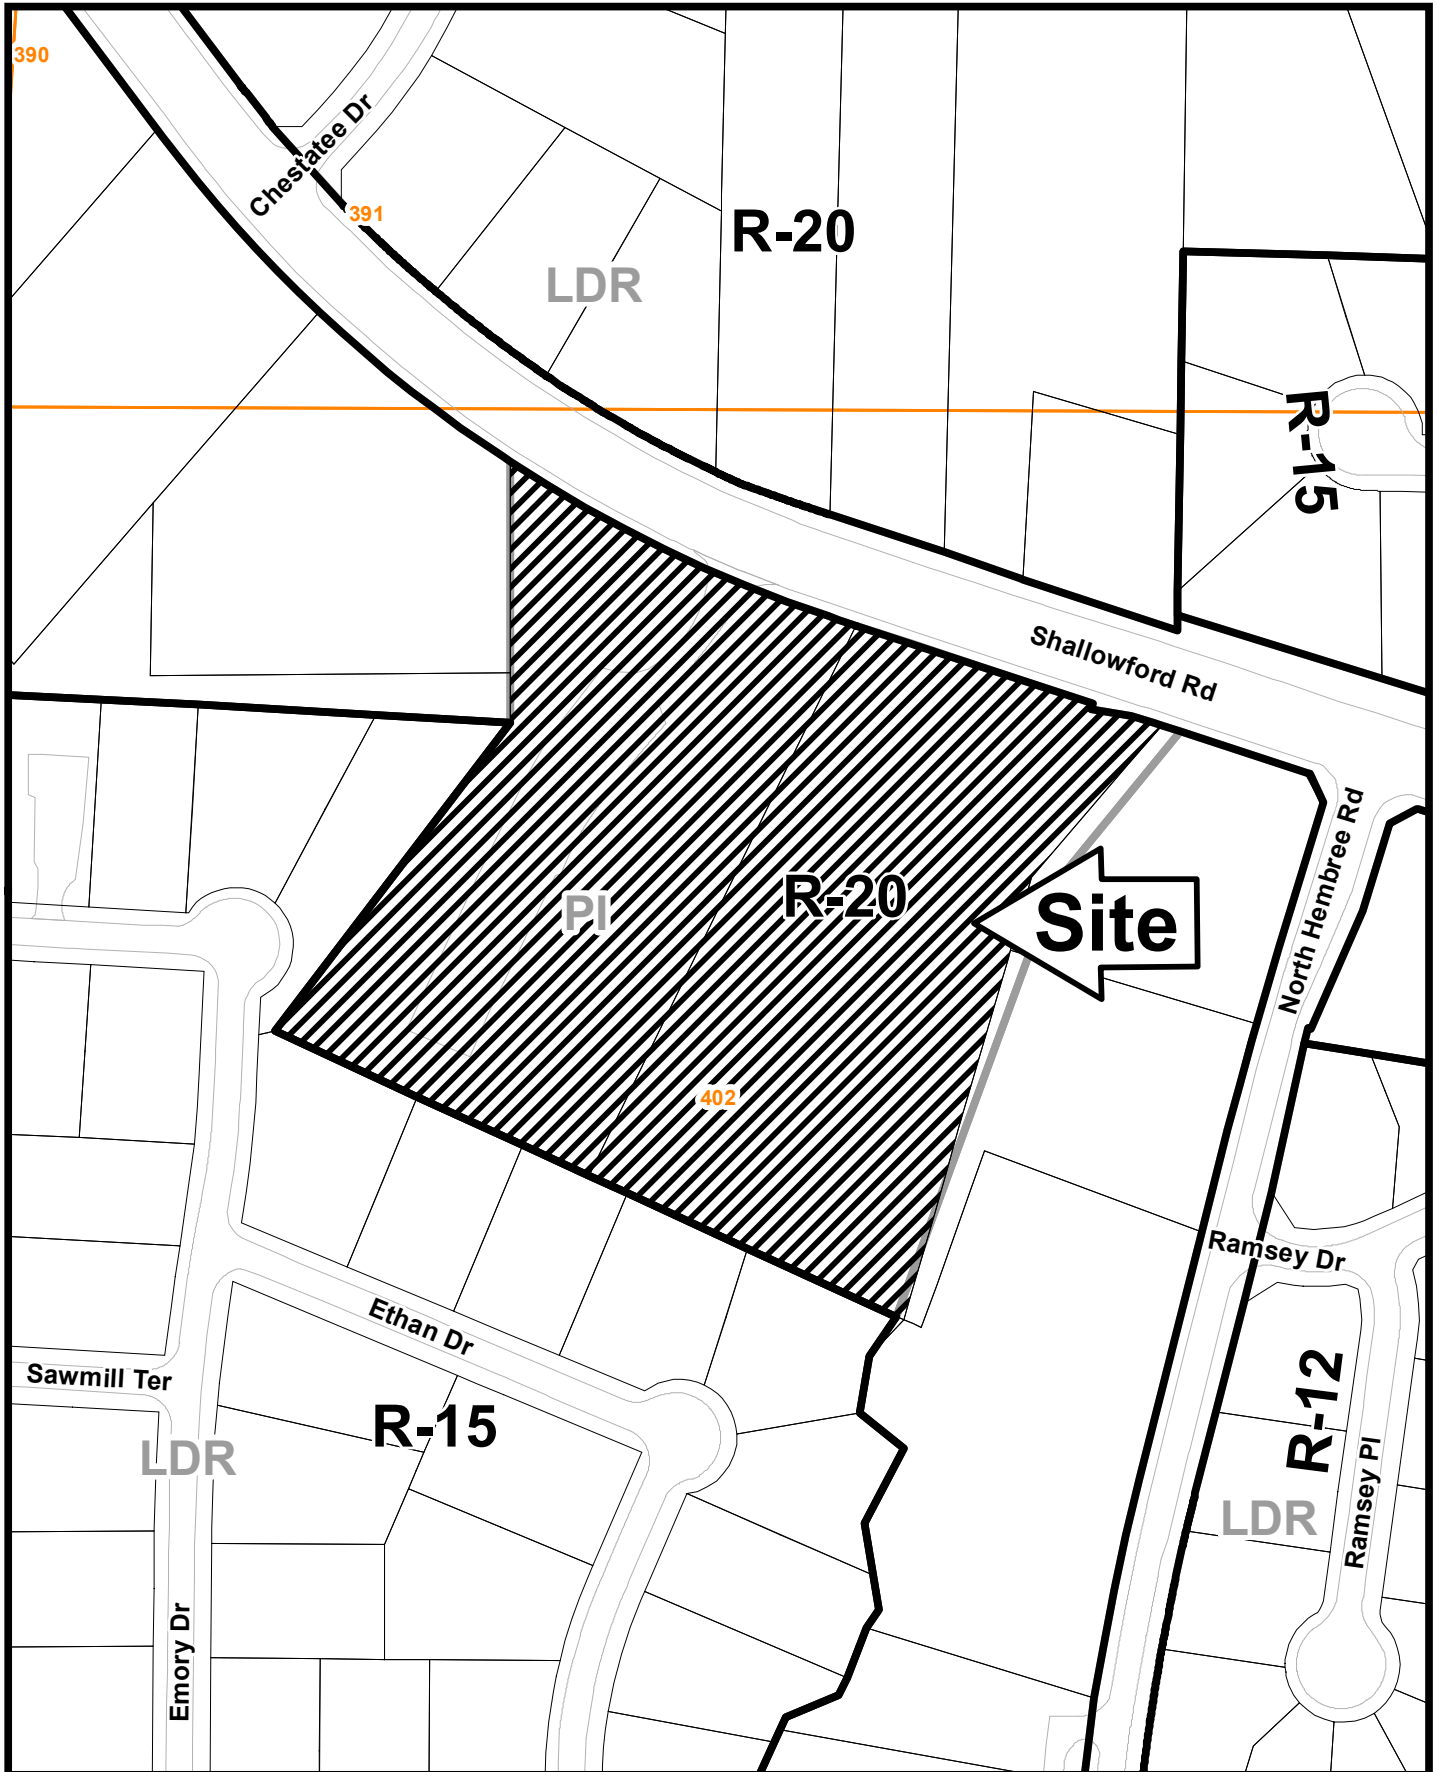 390
Chestatee Dr
391
R-20
LDR
R-15
Shallowford Rd
North Hembree Rd
R-20
PI
Site
402
Ramsey Dr
Ethan Dr
Sawmill Ter
R-15
LDR
R-12
LDR
Ramsey Pl
Emory Dr